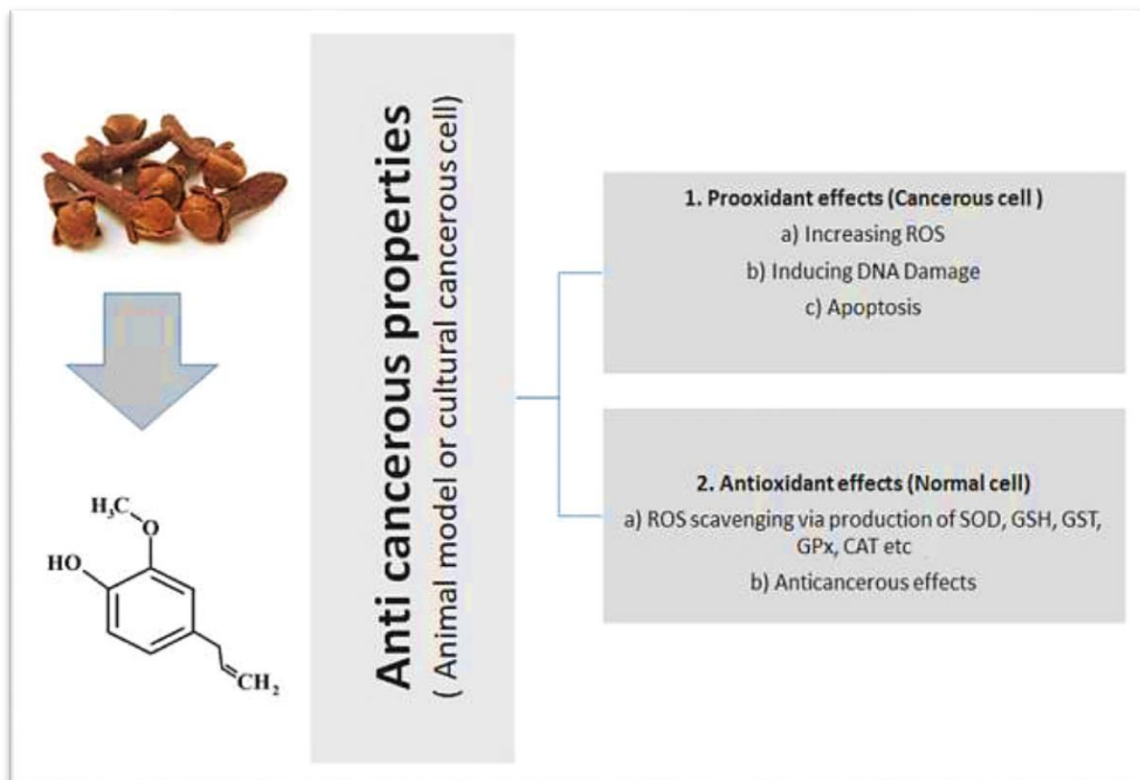 Anti cancerous properties
( Animal model or cultural cancerous cell)
1. Prooxidant effects (Cancerous cell )
a) Increasing ROS
b) Inducing DNA Damage
c) Apoptosis
2. Antioxidant effects (Normal cell)
a) ROS scavenging via production of SOD, GSH, GST,
GPx, CAT etc
b) Anticancerous effects
H₃C
O
HO
CH₂